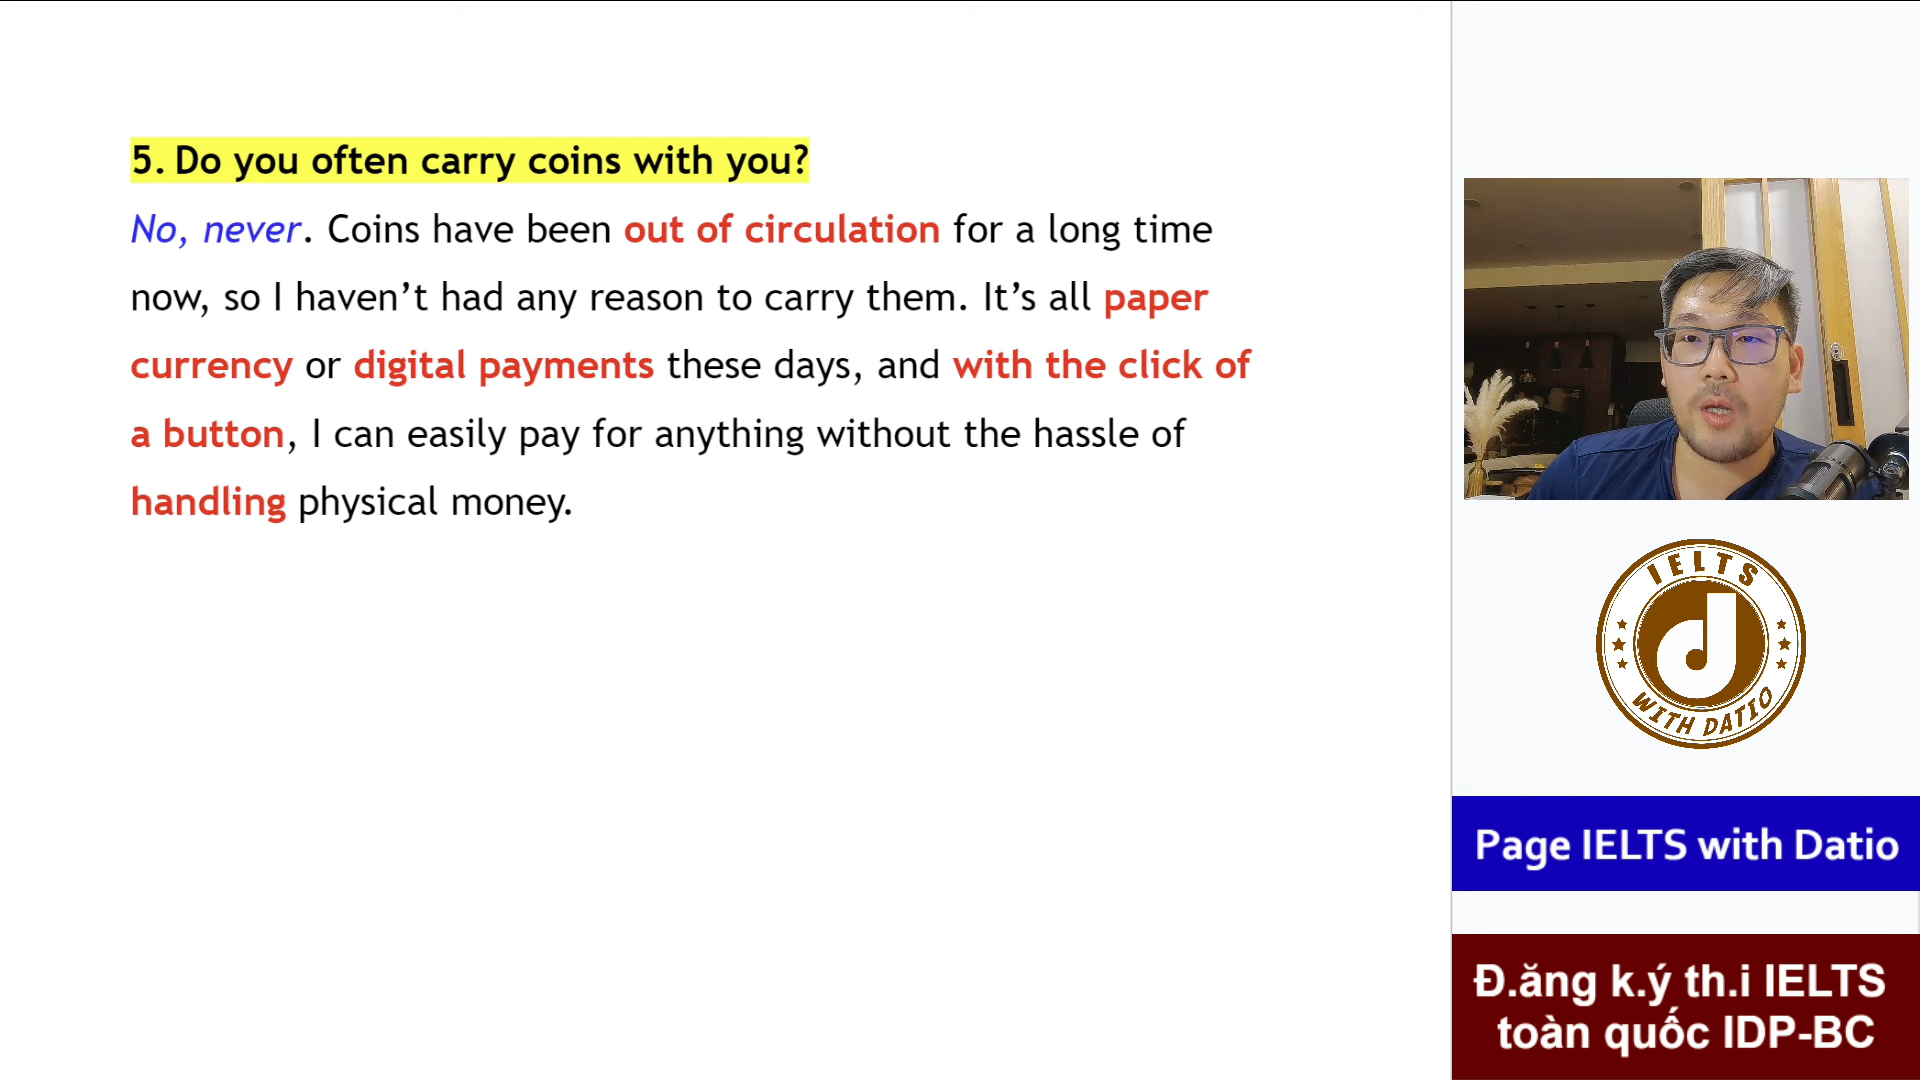 5. Do you often carry coins with you?
No, never. Coins have been out of circulation for a long time
now, so I haven’t had any reason to carry them. It’s all paper
currency or digital payments these days, and with the click of
a button, I can easily pay for anything without the hassle of
handling physical money.
IELTS
WITH DATIO
Page IELTS with Datio
Đ.ăng k.ý th.i IELTS
toàn quốc IDP-BC